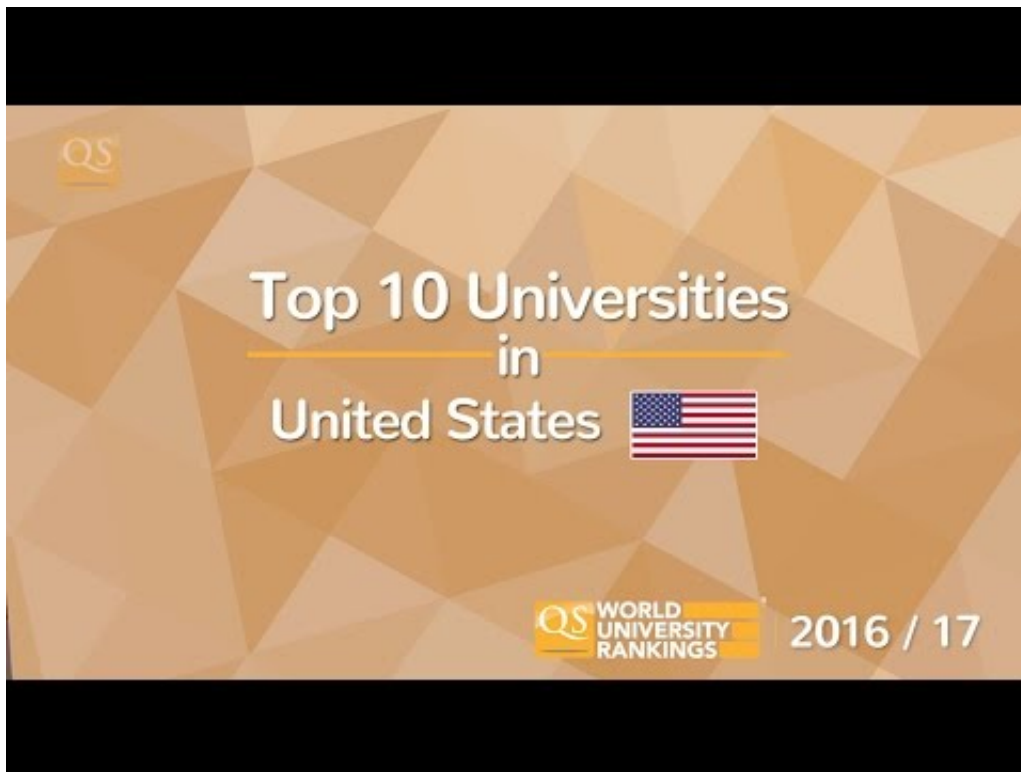 QS
Top 10 Universities
in
United States
QS WORLD
UNIVERSITY
RANKINGS
2016 / 17